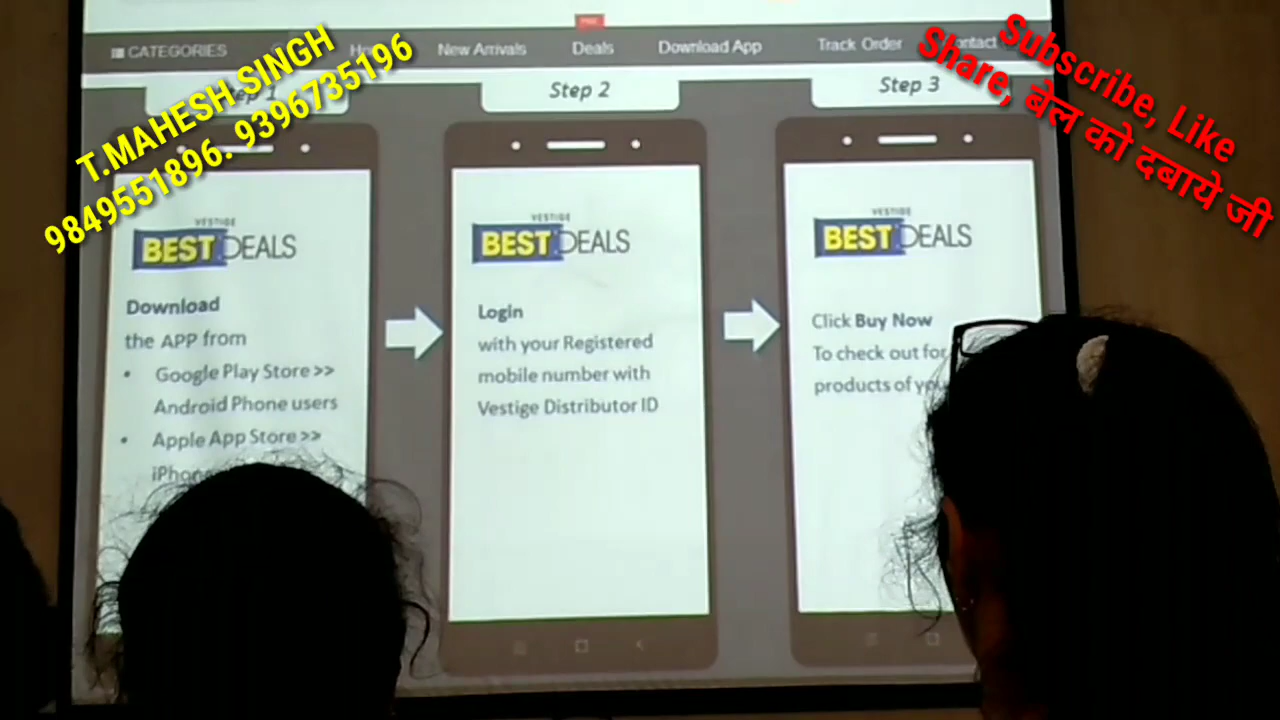 CATEGORIES
New Arrivals
Deals
Download App
Track Order
T.MAHESH SINGH
9849551896. 9396735196
Subscribe, Like
Share, बेल को दबाये जी
Step 2
Step 3
VESTIGE
BEST DEALS
Download
the APP from
• Google Play Store >>
Android Phone users
• Apple App Store >>
VESTIGE
BEST DEALS
Login
with your Registered
mobile number with
Vestige Distributor ID
VESTIGE
BEST DEALS
Click Buy Now
To check out for
products of